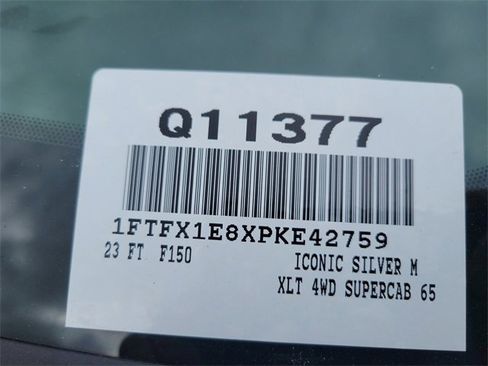 Q11377
1FTFX1E8XPKE42759
23 FT F150 ICONIC SILVER M
XLT 4WD SUPERCAB 65